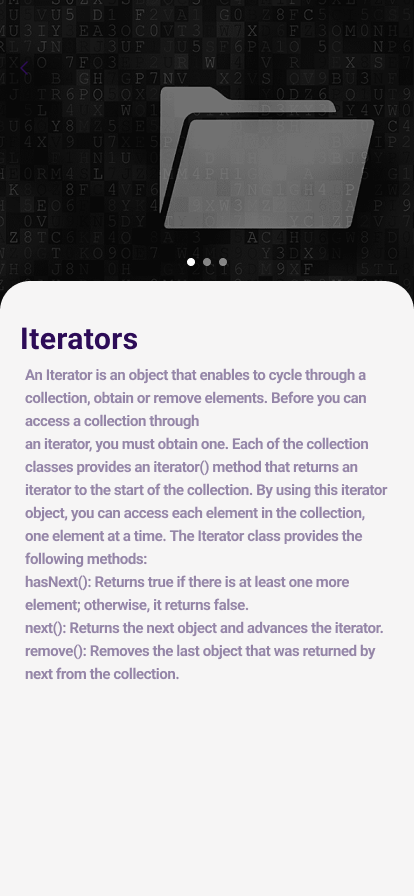 Iterators
An Iterator is an object that enables to cycle through a
collection, obtain or remove elements. Before you can
access a collection through
an iterator, you must obtain one. Each of the collection
classes provides an iterator() method that returns an
iterator to the start of the collection. By using this iterator
object, you can access each element in the collection,
one element at a time. The Iterator class provides the
following methods:
hasNext(): Returns true if there is at least one more
element; otherwise, it returns false.
next(): Returns the next object and advances the iterator.
remove(): Removes the last object that was returned by
next from the collection.